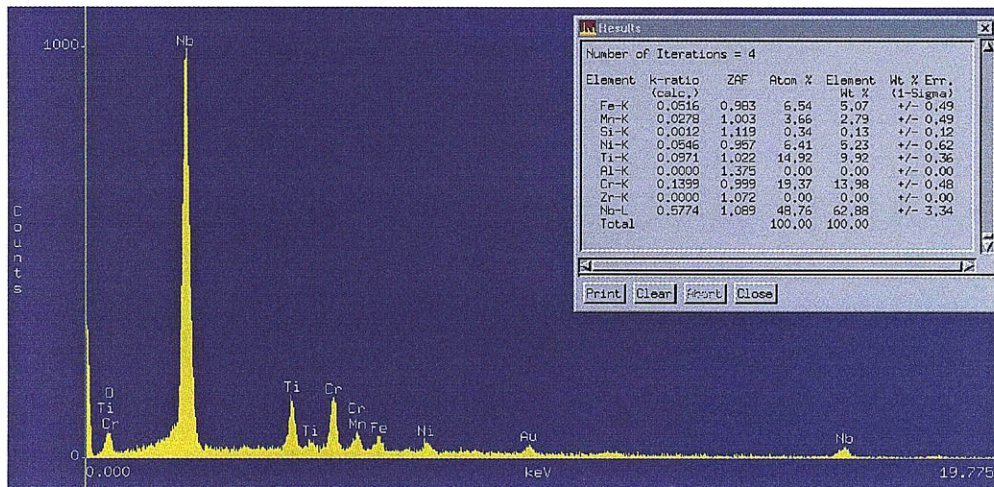 1000.
Nb
Counts
O
Ti
Cr
Ti
Ti
Cr
Cr
Mn
Fe
Ni
Au
Nb
0.
0.000
keV
19.775
Results
Number of Iterations = 4
Element k-ratio ZAF Atom % Element Wt % Err.
(calc.) Wt % (1-Sigma)
Fe-K 0.0516 0.983 6.54 5.07 +/- 0.49
Mn-K 0.0278 1.003 3.66 2.79 +/- 0.49
Si-K 0.0012 1.119 0.34 0.13 +/- 0.12
Ni-K 0.0546 0.957 6.41 5.23 +/- 0.62
Ti-K 0.0971 1.022 14.92 9.92 +/- 0.36
Al-K 0.0000 1.375 0.00 0.00 +/- 0.00
Cr-K 0.1399 0.999 19.37 13.98 +/- 0.48
Zr-K 0.0000 1.072 0.00 0.00 +/- 0.00
Nb-L 0.5774 1.089 48.76 62.88 +/- 3.34
Total 100.00 100.00
Print Clear Abort Close